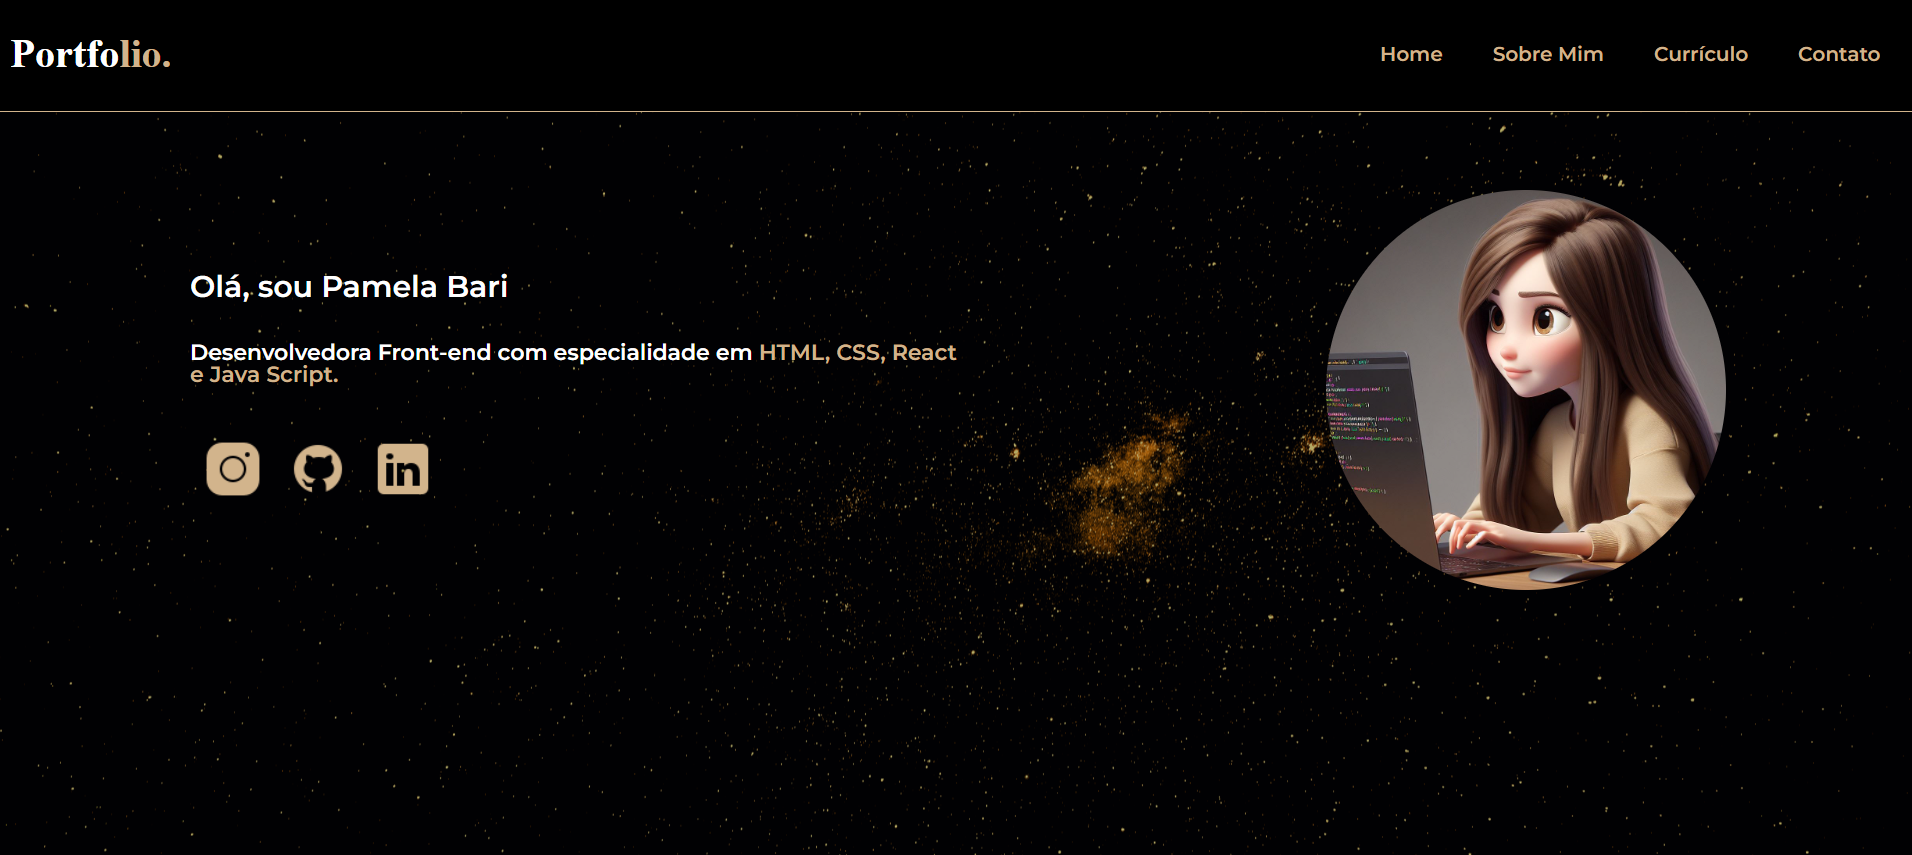 Portfolio.
Home Sobre Mim Currículo Contato
Olá, sou Pamela Bari
Desenvolvedora Front-end com especialidade em HTML, CSS, React
e Java Script.
in